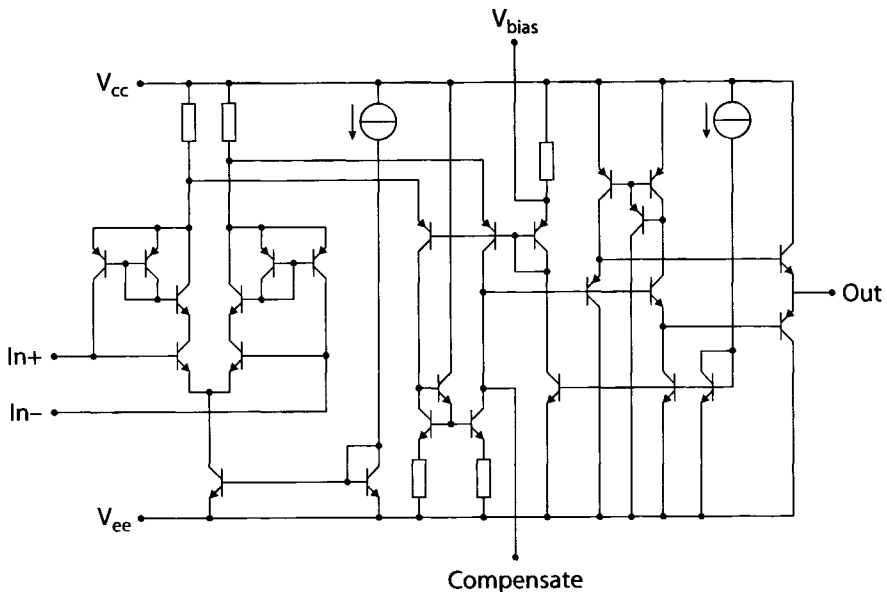 V_bias
V_cc
Out
In+
In−
V_ee
Compensate